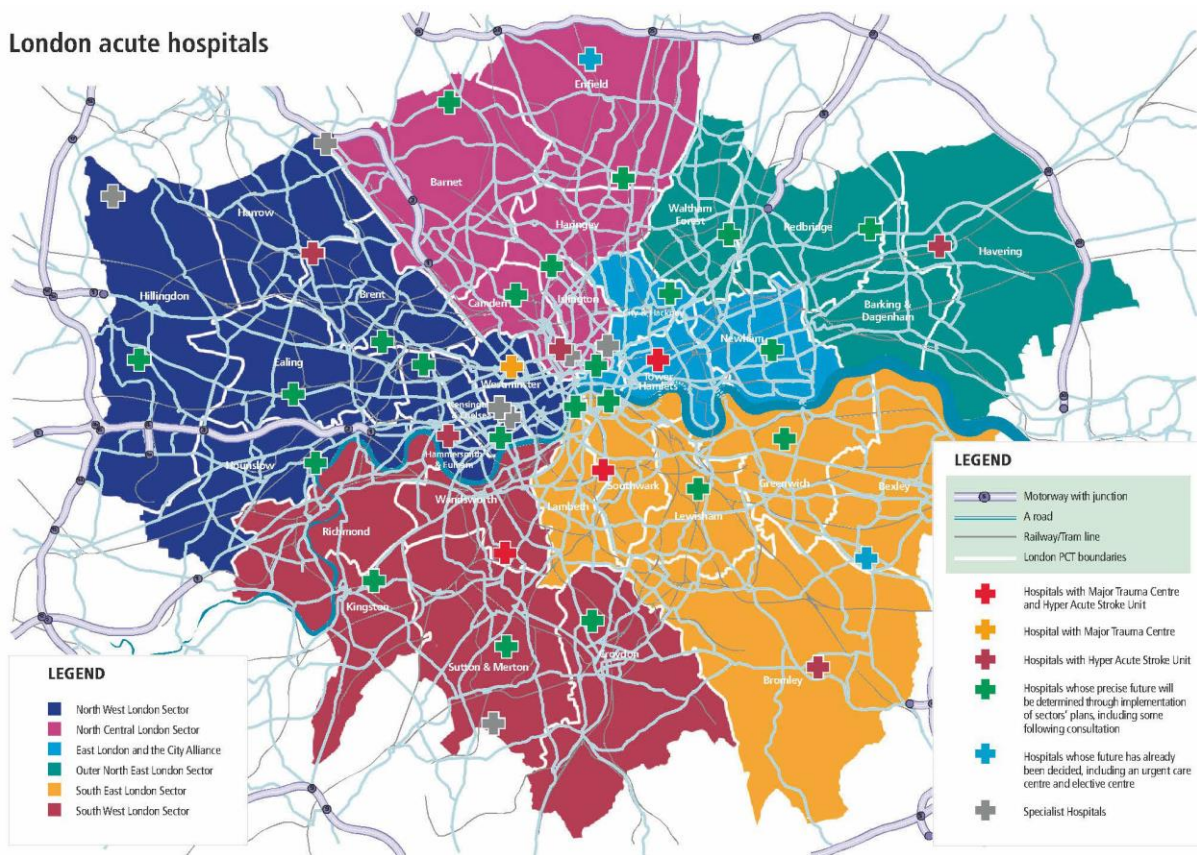 London acute hospitals
Enfield
Barnet
Harrow
Haringey
Waltham
Forest
Redbridge
Havering
Hillingdon
Brent
Camden
Islington
City & Hackney
Barking &
Dagenham
Ealing
Newham
Westminster
Tower
Hamlets
Hounslow
Hammersmith
& Fulham
Wandsworth
Lambeth
Southwark
Lewisham
Greenwich
Bexley
Richmond
Kingston
Sutton & Merton
Croydon
Bromley
LEGEND
North West London Sector
North Central London Sector
East London and the City Alliance
Outer North East London Sector
South East London Sector
South West London Sector
LEGEND
Motorway with junction
A road
Railway/Tram line
London PCT boundaries
Hospitals with Major Trauma Centre
and Hyper Acute Stroke Unit
Hospital with Major Trauma Centre
Hospitals with Hyper Acute Stroke Unit
Hospitals whose precise future will
be determined through implementation
of sectors' plans, including some
following consultation
Hospitals whose future has already
been decided, including an urgent care
centre and elective centre
Specialist Hospitals